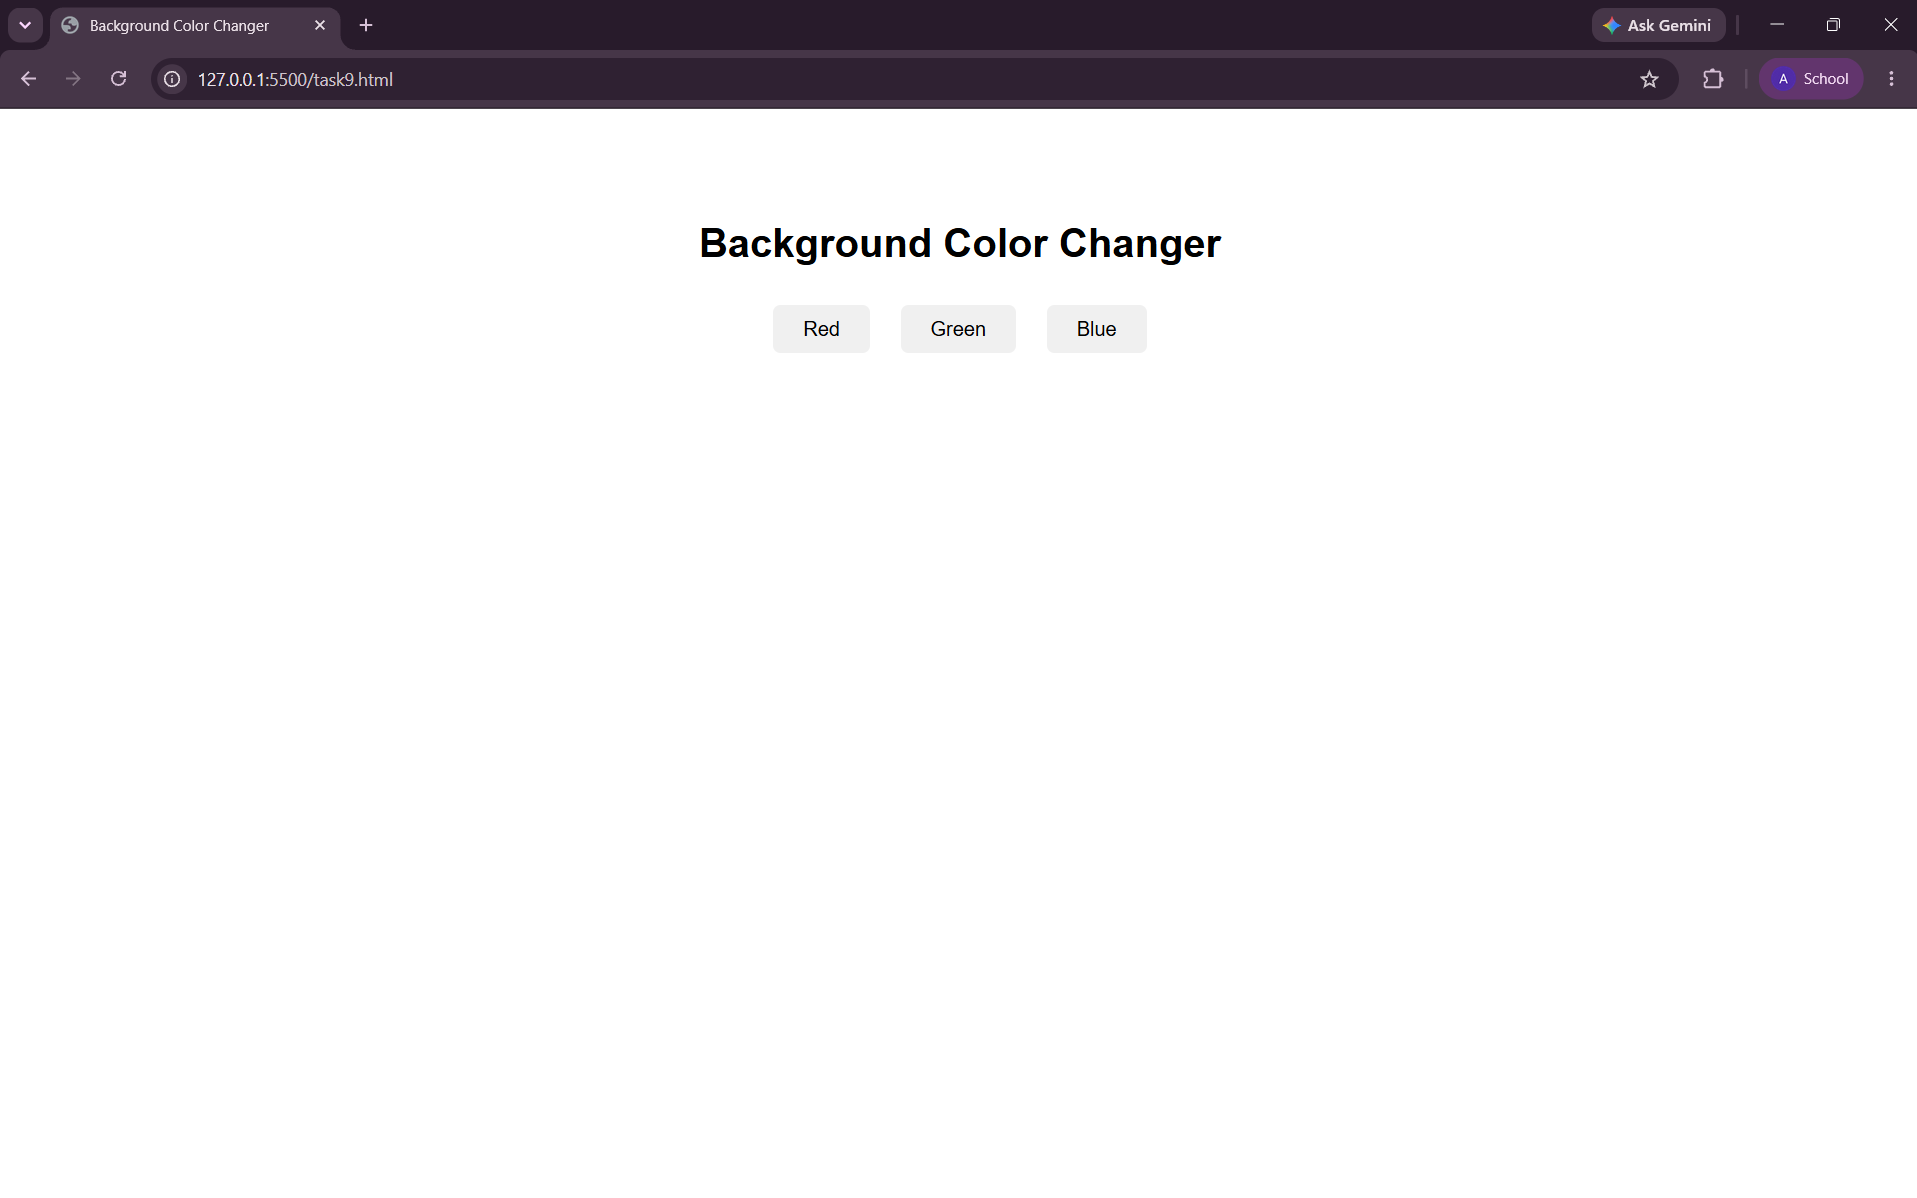 Background Color Changer
Ask Gemini
127.0.0.1:5500/task9.html
A School
Background Color Changer
Red Green Blue